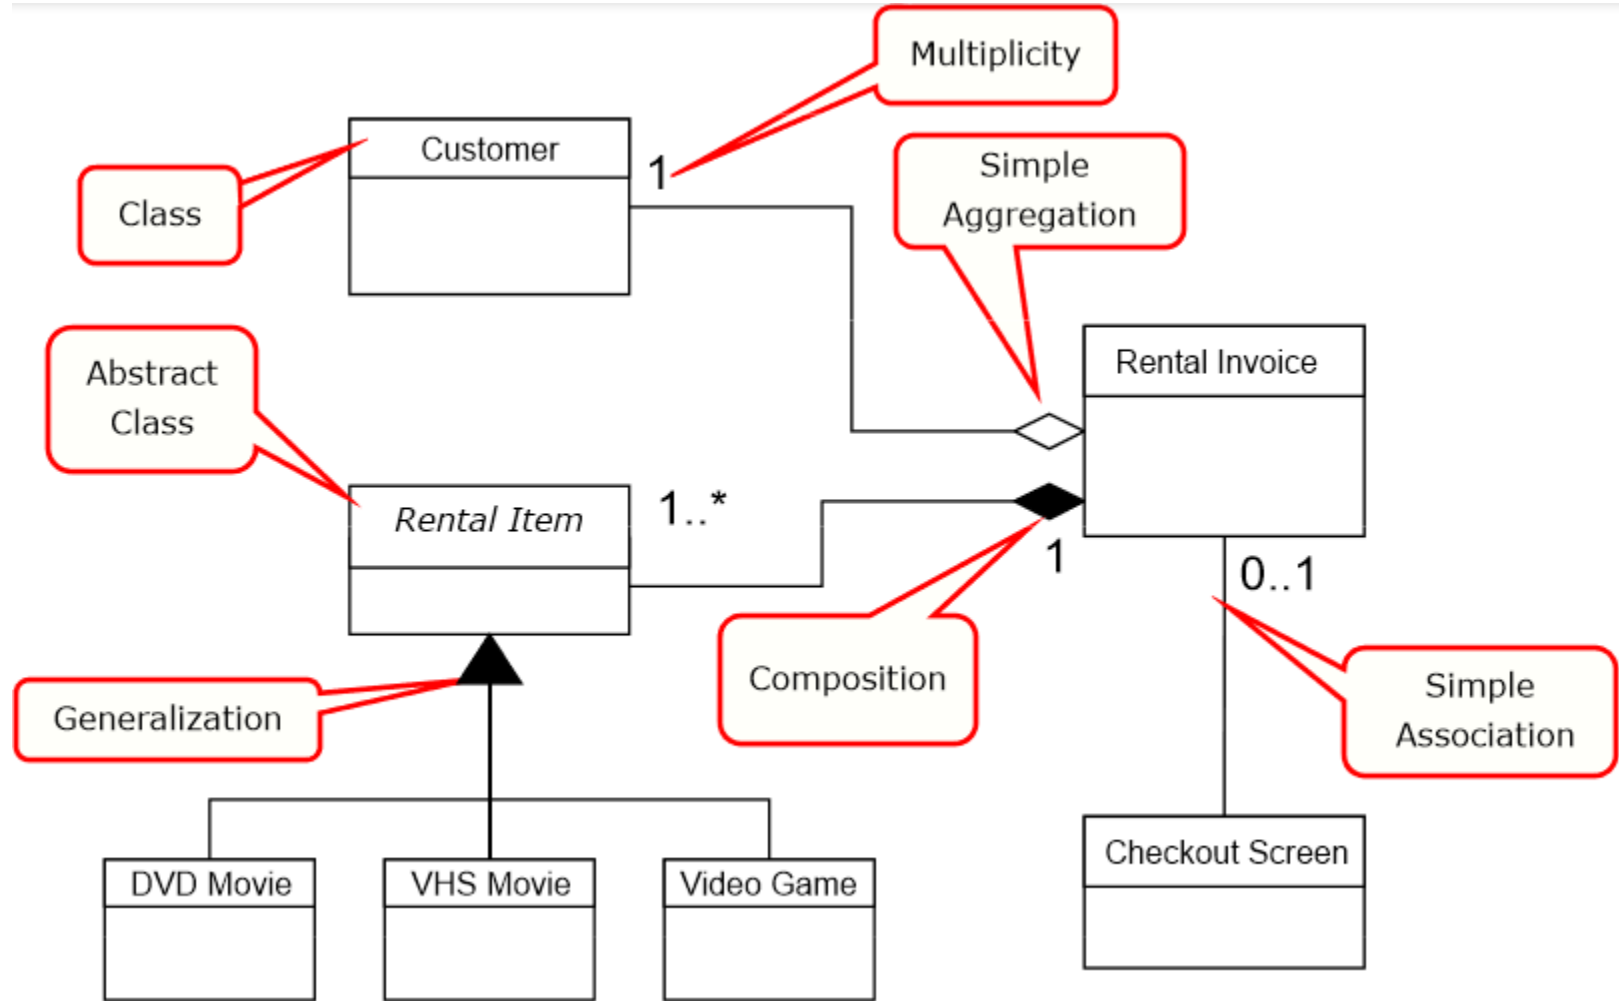 Multiplicity
Customer
1
Class
Simple
Aggregation
Abstract
Class
Rental Invoice
Rental Item
1..*
1
0..1
Composition
Generalization
Simple
Association
DVD Movie
VHS Movie
Video Game
Checkout Screen